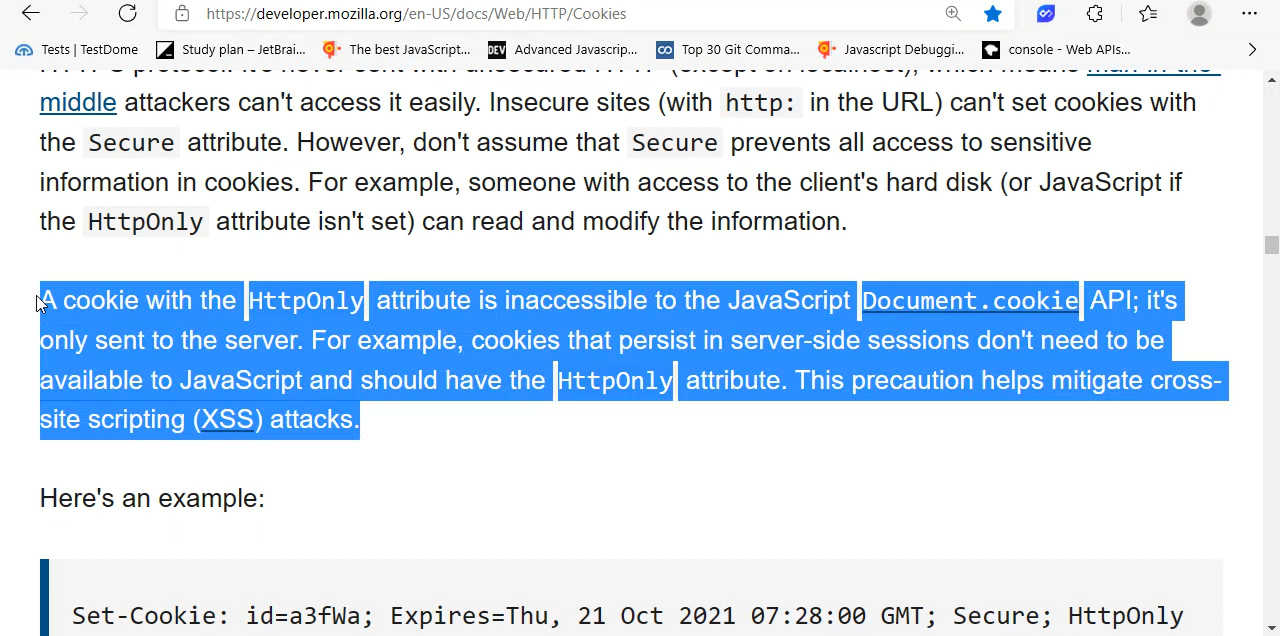 https://developer.mozilla.org/en-US/docs/Web/HTTP/Cookies
Tests | TestDome Study plan – JetBrai... The best JavaScript... DEV Advanced Javascrip... Top 30 Git Comma... Javascript Debuggi... console - Web APIs...
middle attackers can't access it easily. Insecure sites (with http: in the URL) can't set cookies with
the Secure attribute. However, don't assume that Secure prevents all access to sensitive
information in cookies. For example, someone with access to the client's hard disk (or JavaScript if
the HttpOnly attribute isn't set) can read and modify the information.
A cookie with the HttpOnly attribute is inaccessible to the JavaScript Document.cookie API; it's
only sent to the server. For example, cookies that persist in server-side sessions don't need to be
available to JavaScript and should have the HttpOnly attribute. This precaution helps mitigate cross-
site scripting (XSS) attacks.
Here's an example:
Set-Cookie: id=a3fWa; Expires=Thu, 21 Oct 2021 07:28:00 GMT; Secure; HttpOnly